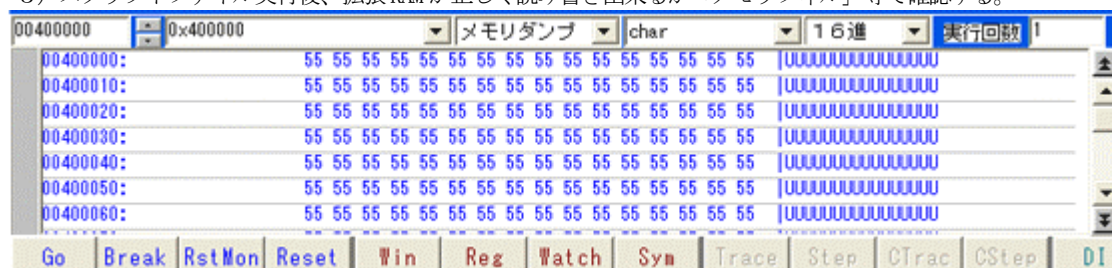 00400000 0x400000 メモリダンプ char 16進 実行回数 1
00400000: 55 55 55 55 55 55 55 55 55 55 55 55 55 55 55 55 |UUUUUUUUUUUUUUUU
00400010: 55 55 55 55 55 55 55 55 55 55 55 55 55 55 55 55 |UUUUUUUUUUUUUUUU
00400020: 55 55 55 55 55 55 55 55 55 55 55 55 55 55 55 55 |UUUUUUUUUUUUUUUU
00400030: 55 55 55 55 55 55 55 55 55 55 55 55 55 55 55 55 |UUUUUUUUUUUUUUUU
00400040: 55 55 55 55 55 55 55 55 55 55 55 55 55 55 55 55 |UUUUUUUUUUUUUUUU
00400050: 55 55 55 55 55 55 55 55 55 55 55 55 55 55 55 55 |UUUUUUUUUUUUUUUU
00400060: 55 55 55 55 55 55 55 55 55 55 55 55 55 55 55 55 |UUUUUUUUUUUUUUUU
Go Break RstMon Reset Win Reg Watch Sym Trace Step CTrac CStep DI